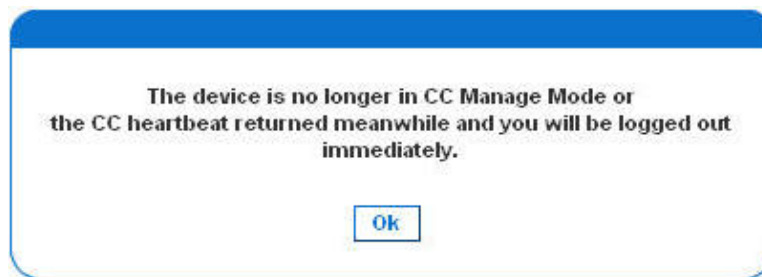 The device is no longer in CC Manage Mode or
the CC heartbeat returned meanwhile and you will be logged out
immediately.
Ok